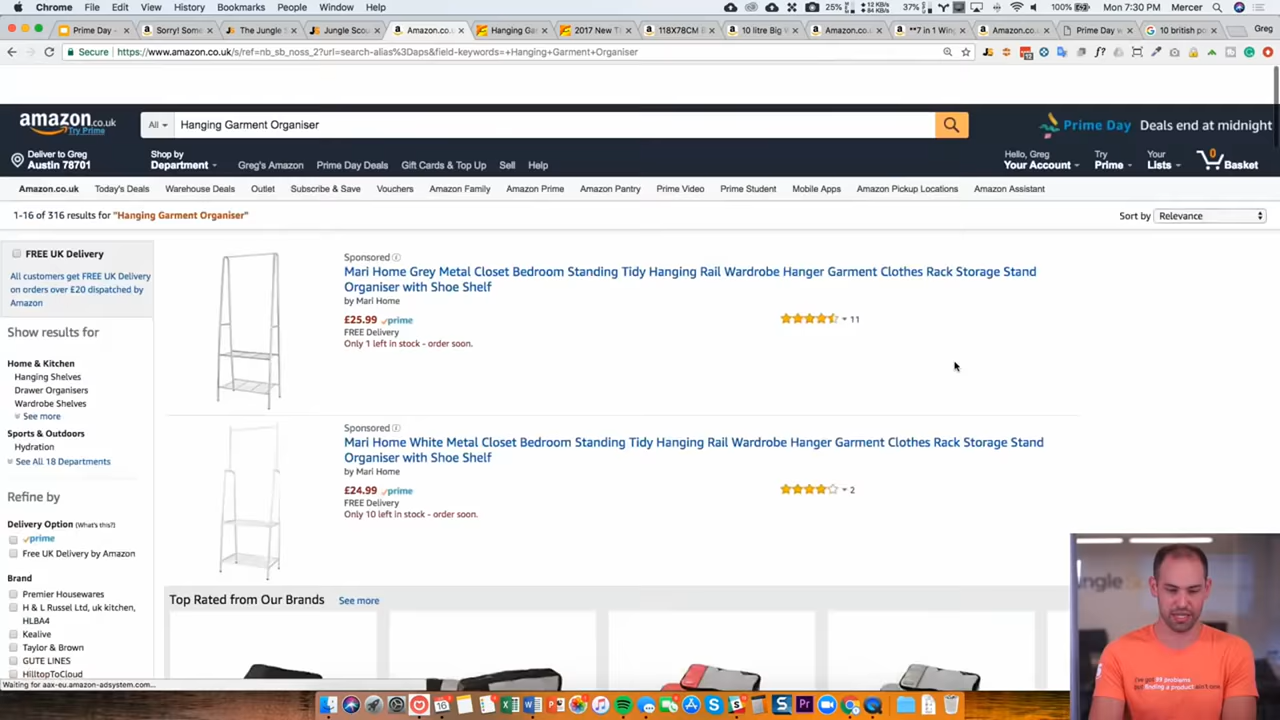 Chrome File Edit View History Bookmarks People Window Help 25% 37% 100% Mon 7:30 PM Mercer
Prime Day - Sorry! Some The Jungle Jungle Scou Amazon.co Hanging Ga 2017 New T 118X78CM 10 litre Big Amazon.co. **7 in 1 Win Amazon.co Prime Day w 10 british po Greg
Secure https://www.amazon.co.uk/s/ref=nb_sb_noss_2?url=search-alias%3Daps&field-keywords=+Hanging+Garment+Organiser
amazon.co.uk
Try Prime
All Hanging Garment Organiser
Prime Day Deals end at midnight
Deliver to Greg
Austin 78701
Shop by
Department
Greg's Amazon Prime Day Deals Gift Cards & Top Up Sell Help
Hello, Greg
Your Account
Try
Prime
Your
Lists
0
Basket
Amazon.co.uk Today's Deals Warehouse Deals Outlet Subscribe & Save Vouchers Amazon Family Amazon Prime Amazon Pantry Prime Video Prime Student Mobile Apps Amazon Pickup Locations Amazon Assistant
1-16 of 316 results for "Hanging Garment Organiser"
Sort by Relevance
FREE UK Delivery
All customers get FREE UK Delivery
on orders over £20 dispatched by
Amazon
Show results for
Home & Kitchen
Hanging Shelves
Drawer Organisers
Wardrobe Shelves
See more
Sports & Outdoors
Hydration
See All 18 Departments
Refine by
Delivery Option (What's this?)
prime
Free UK Delivery by Amazon
Brand
Premier Housewares
H & L Russel Ltd, uk kitchen,
HLBA4
Kealive
Taylor & Brown
GUTE LINES
HilltopToCloud
Waiting for aax-eu.amazon-adsystem.com...
Sponsored
Mari Home Grey Metal Closet Bedroom Standing Tidy Hanging Rail Wardrobe Hanger Garment Clothes Rack Storage Stand
Organiser with Shoe Shelf
by Mari Home
£25.99 prime
FREE Delivery
Only 1 left in stock - order soon.
11
Sponsored
Mari Home White Metal Closet Bedroom Standing Tidy Hanging Rail Wardrobe Hanger Garment Clothes Rack Storage Stand
Organiser with Shoe Shelf
by Mari Home
£24.99 prime
FREE Delivery
Only 10 left in stock - order soon.
2
Top Rated from Our Brands See more
I've got 99 problems
but finding a product ain't one.